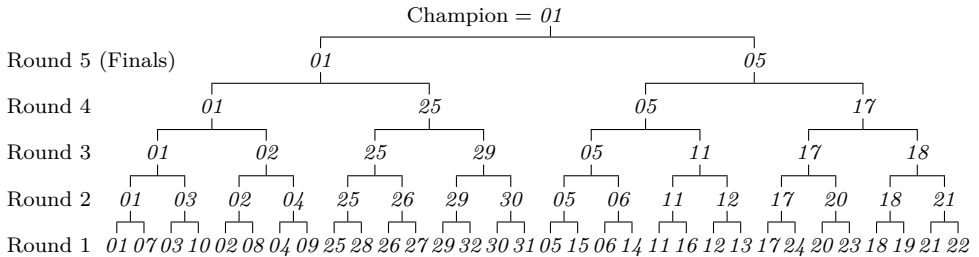 Champion = 01
Round 5 (Finals) 01 05
Round 4 01 25 05 17
Round 3 01 02 25 29 05 11 17 18
Round 2 01 03 02 04 25 26 29 30 05 06 11 12 17 20 18 21
Round 1 01 07 03 10 02 08 04 09 25 28 26 27 29 32 30 31 05 15 06 14 11 16 12 13 17 24 20 23 18 19 21 22